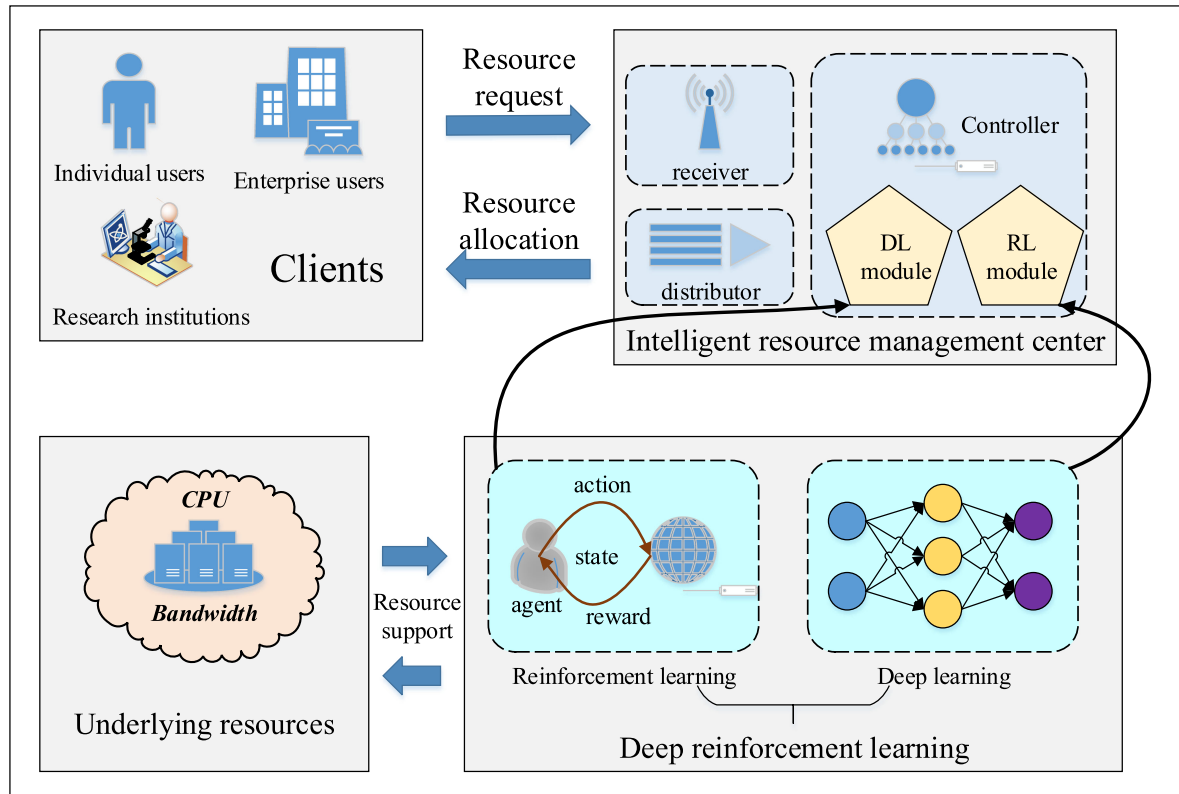 Individual users
Enterprise users
Research institutions
Clients
Resource
request
Resource
allocation
receiver
distributor
Controller
DL
module
RL
module
Intelligent resource management center
CPU
Bandwidth
Underlying resources
Resource
support
action
state
agent
reward
Reinforcement learning
Deep learning
Deep reinforcement learning